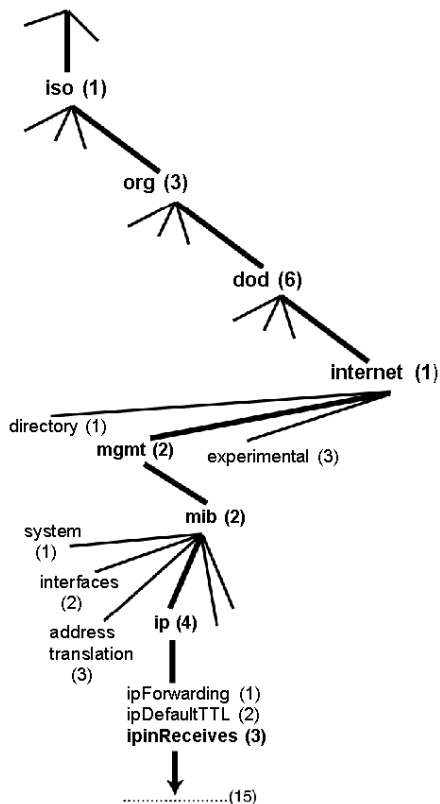 iso (1)
org (3)
dod (6)
internet (1)
directory (1)
mgmt (2)
experimental (3)
mib (2)
system
(1)
interfaces
(2)
ip (4)
address
translation
(3)
ipForwarding (1)
ipDefaultTTL (2)
ipinReceives (3)
(15)